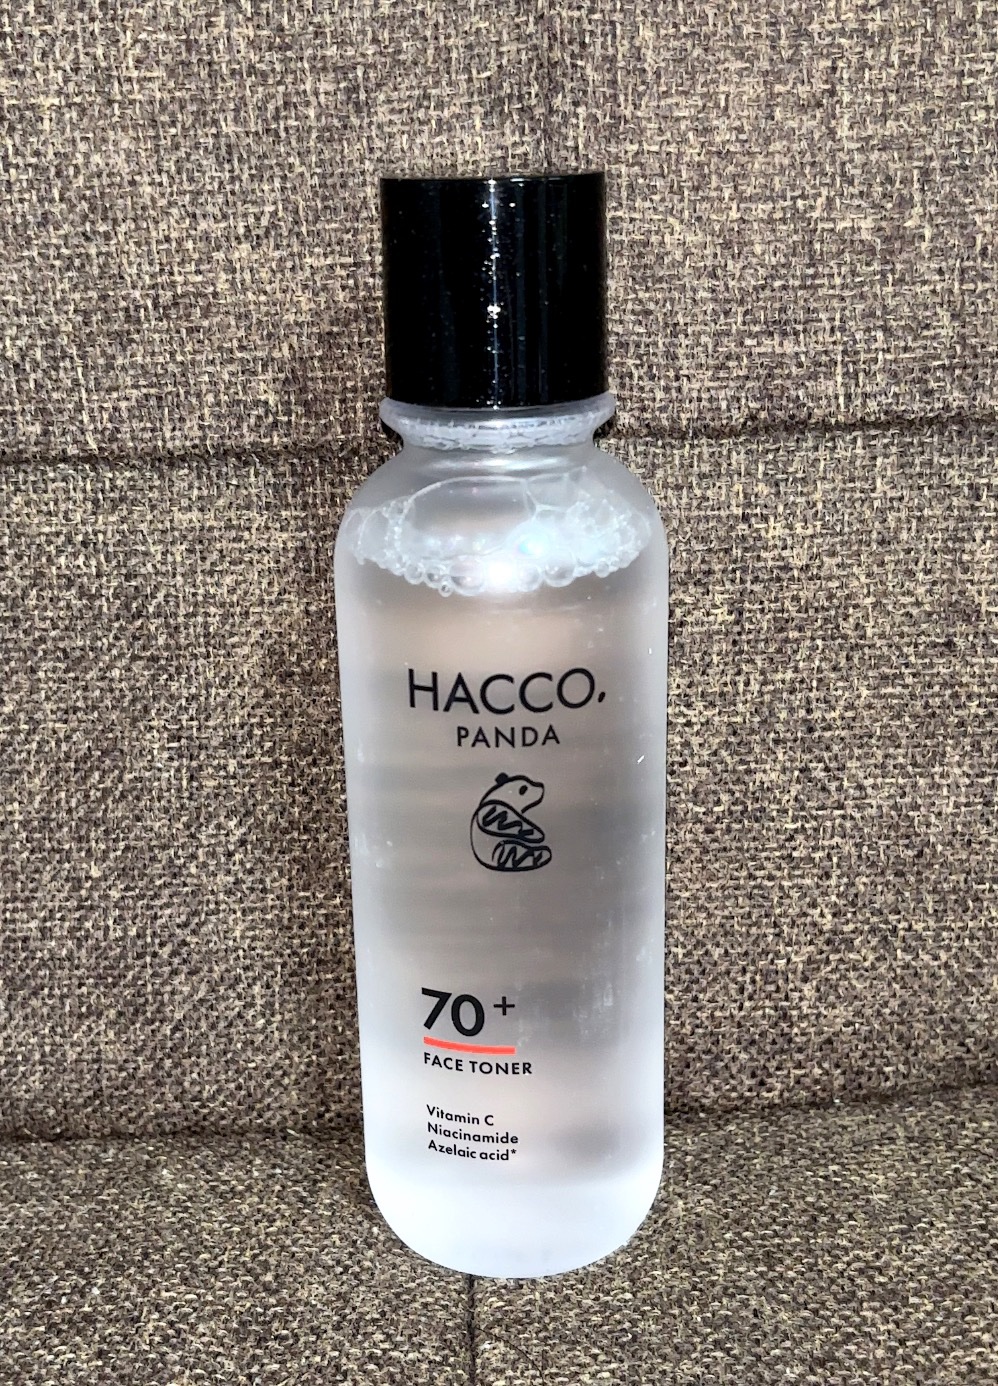 HACCO,
PANDA
70+
FACE TONER
Vitamin C
Niacinamide
Azelaic acid*